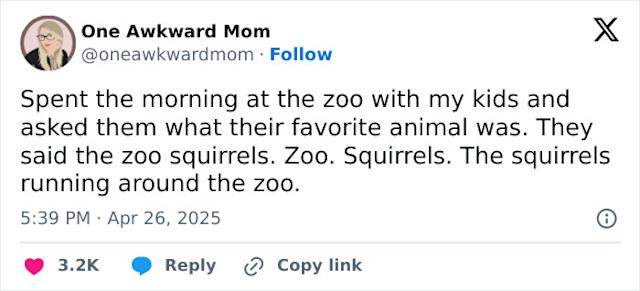 One Awkward Mom
@oneawkwardmom · Follow
Spent the morning at the zoo with my kids and
asked them what their favorite animal was. They
said the zoo squirrels. Zoo. Squirrels. The squirrels
running around the zoo.
5:39 PM · Apr 26, 2025
3.2K Reply Copy link